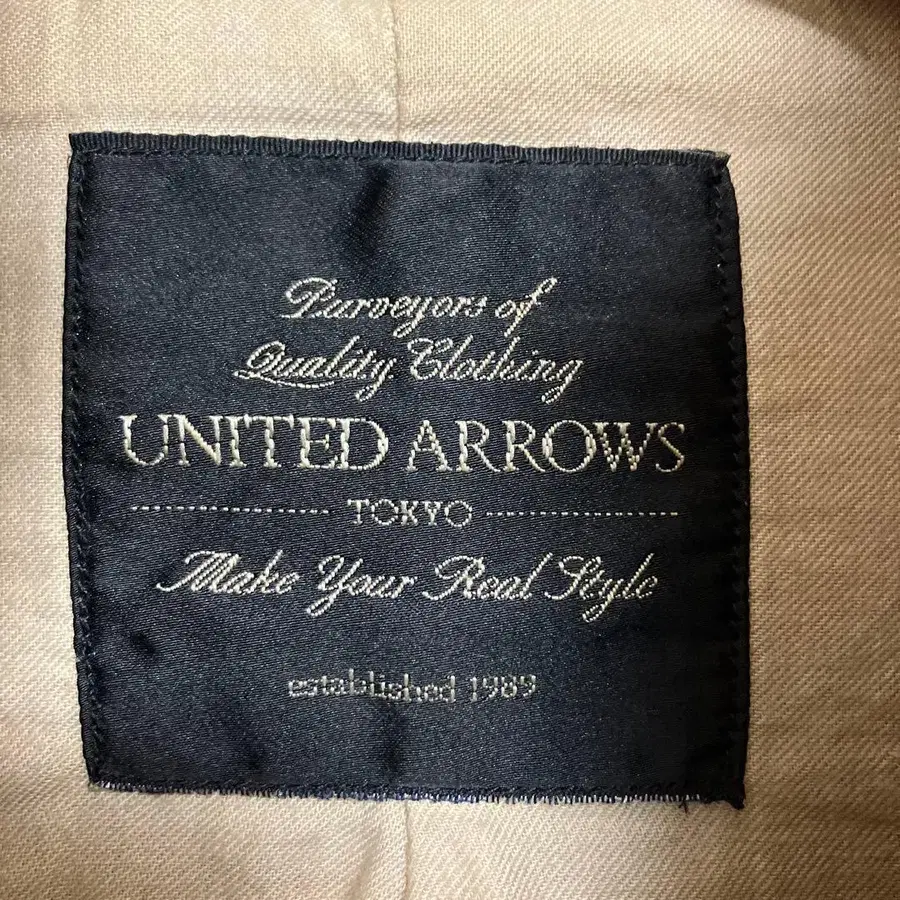 Purveyors of
Quality Clothing
UNITED ARROWS
TOKYO
Make Your Real Style
established 1989